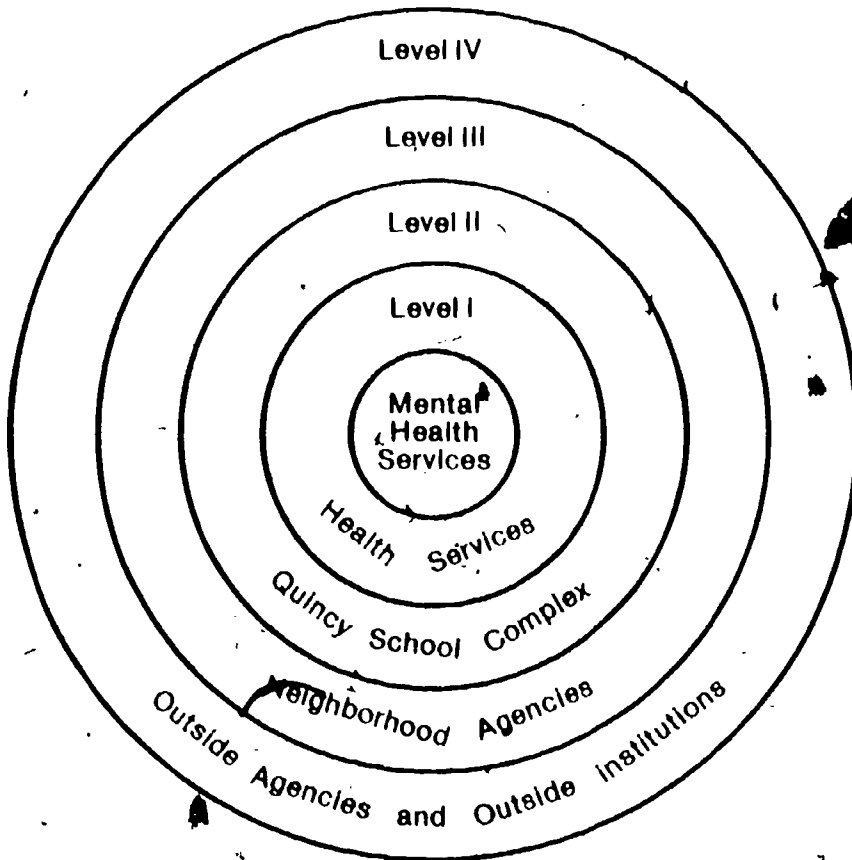 Level IV
Level III
Level II
Level I
Mental
Health
Services
Health Services
Quincy School Complex
Neighborhood Agencies
Outside Agencies and Outside institutions